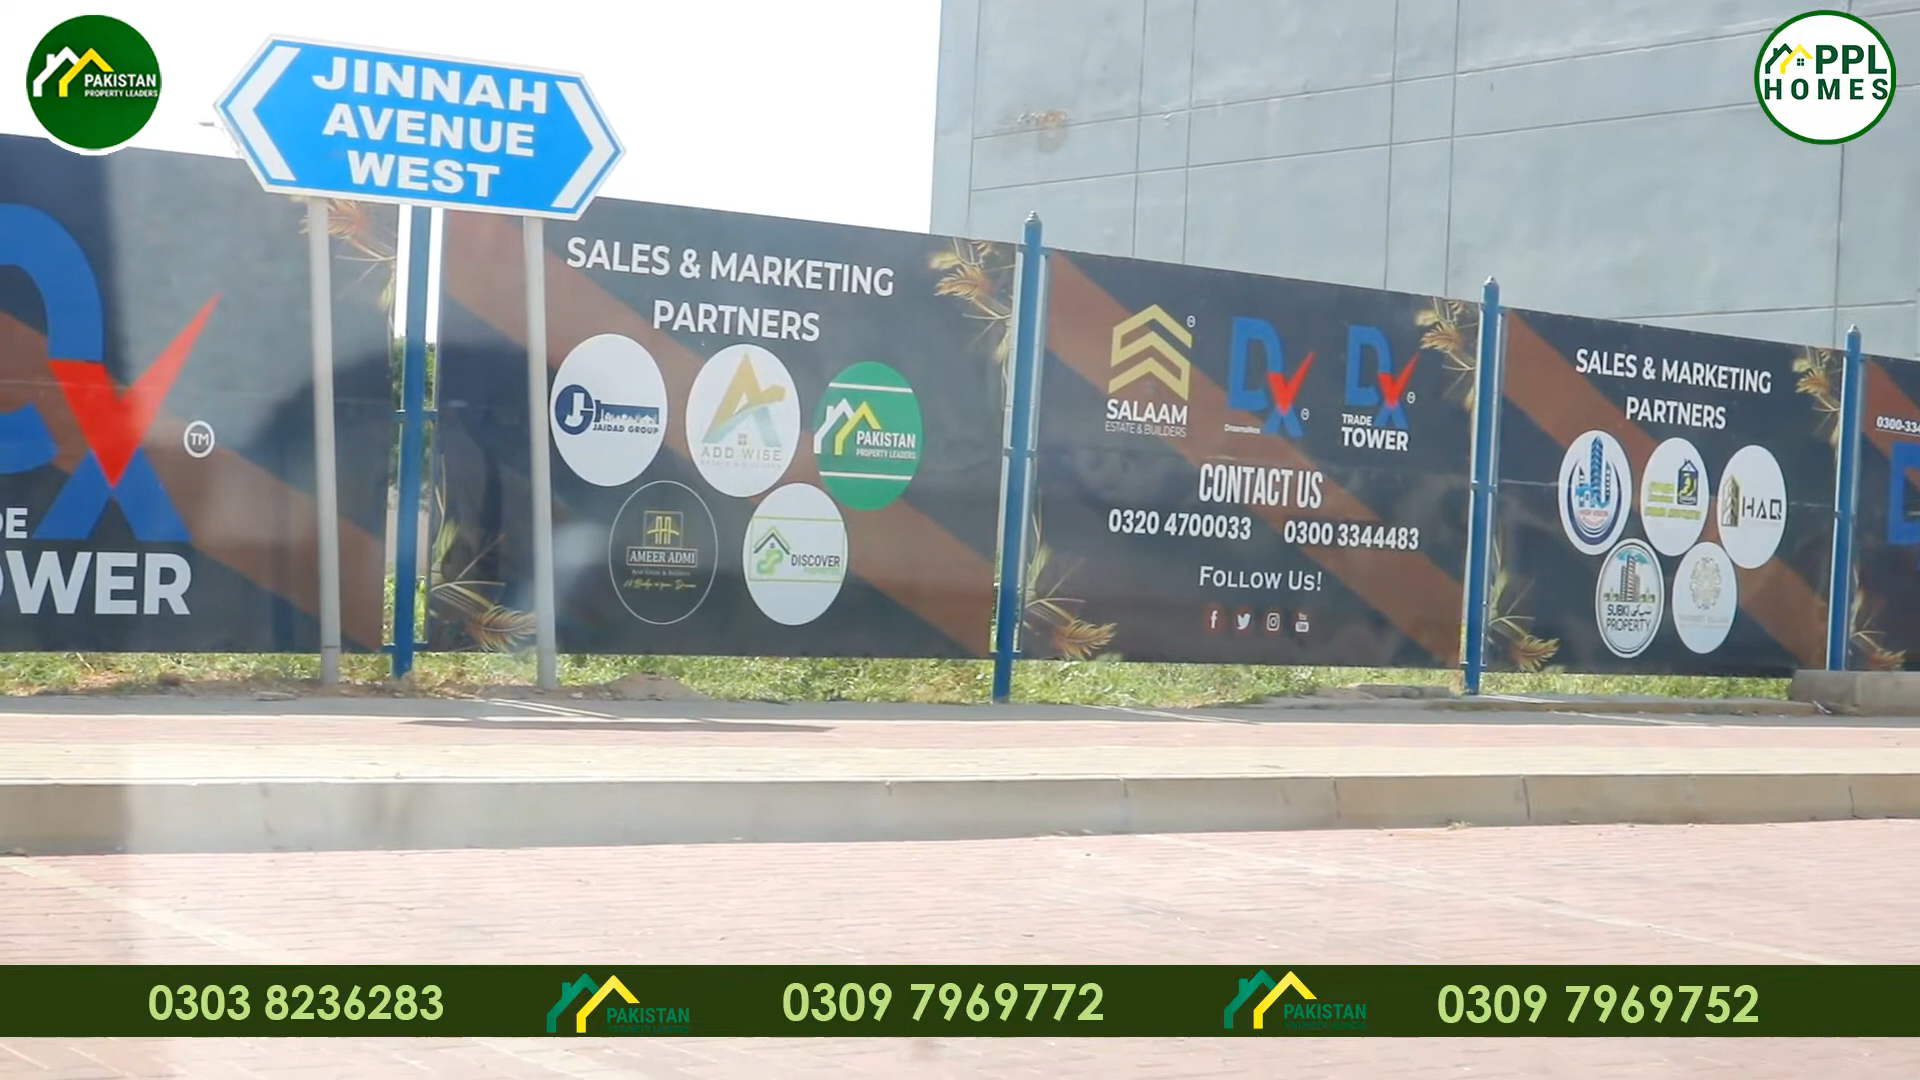 PAKISTAN
PROPERTY LEADERS
PPL
HOMES
JINNAH
AVENUE
WEST
TM
WER
SALES & MARKETING
PARTNERS
JAIDAD GROUP
ADD WISE
PAKISTAN
PROPERTY LEADERS
AMEER ADMI
DISCOVER
SALAAM
ESTATE & BUILDERS
TRADE
TOWER
CONTACT US
0320 4700033 0300 3344483
FOLLOW US!
SALES & MARKETING
PARTNERS
HAQ
SUBKI
PROPERTY
0303 8236283
PAKISTAN
0309 7969772
PAKISTAN
0309 7969752